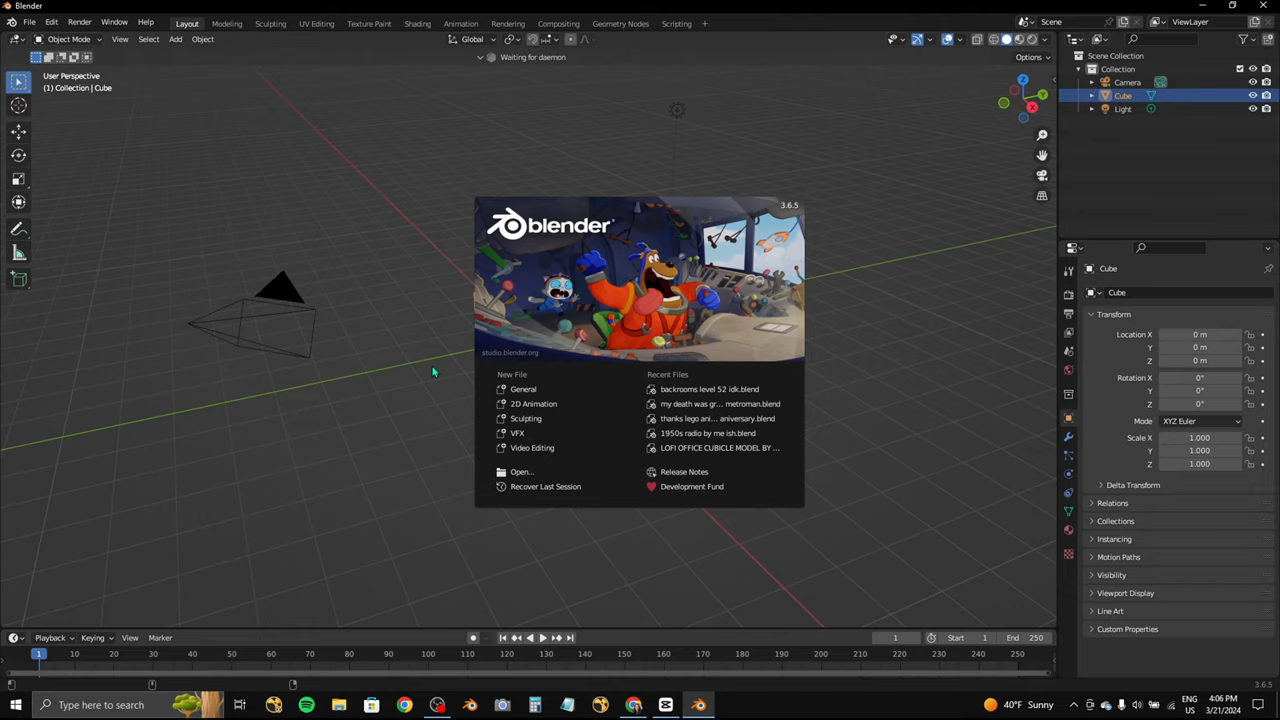 Blender
File Edit Render Window Help
Layout Modeling Sculpting UV Editing Texture Paint Shading Animation Rendering Compositing Geometry Nodes Scripting +
Scene
ViewLayer
Object Mode View Select Add Object
Global
Options
Waiting for daemon
User Perspective
(1) Collection | Cube
Z
Y
X
Scene Collection
Collection
Camera
Cube
Light
blender
3.6.5
studio.blender.org
New File
General
2D Animation
Sculpting
VFX
Video Editing
Open...
Recover Last Session
Recent Files
backrooms level 52 idk.blend
my death was gr... metroman.blend
thanks lego ani... aniversary.blend
1950s radio by me ish.blend
LOFI OFFICE CUBICLE MODEL BY ...
Release Notes
Development Fund
Cube
Cube
Transform
Location X 0 m
Y 0 m
Z 0 m
Rotation X 0°
Y 0°
Z 0°
Mode XYZ Euler
Scale X 1.000
Y 1.000
Z 1.000
Delta Transform
Relations
Collections
Instancing
Motion Paths
Visibility
Viewport Display
Line Art
Custom Properties
Playback Keying View Marker
1 Start 1 End 250
1 10 20 30 40 50 60 70 80 90 100 110 120 130 140 150 160 170 180 190 200 210 220 230 240 250
3.6.5
Type here to search
40°F Sunny
ENG
US
4:06 PM
3/21/2024